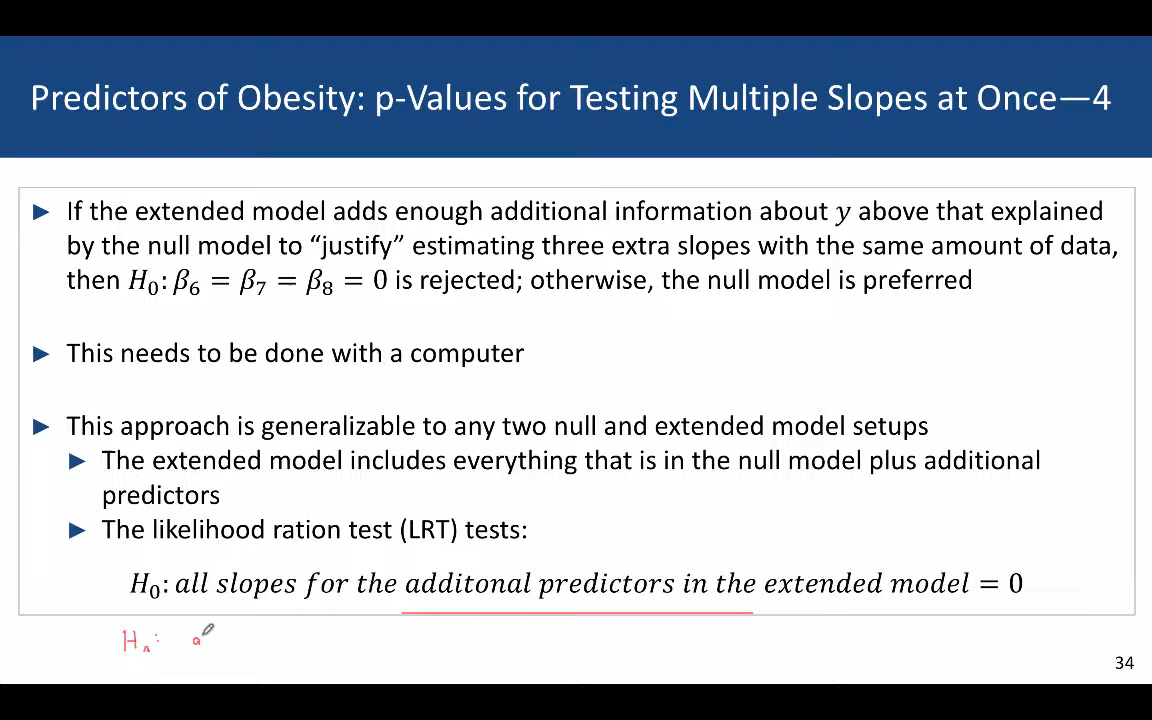 Predictors of Obesity: p-Values for Testing Multiple Slopes at Once—4
► If the extended model adds enough additional information about y above that explained
by the null model to “justify” estimating three extra slopes with the same amount of data,
then H₀: β₆ = β₇ = β₈ = 0 is rejected; otherwise, the null model is preferred
► This needs to be done with a computer
► This approach is generalizable to any two null and extended model setups
► The extended model includes everything that is in the null model plus additional
predictors
► The likelihood ration test (LRT) tests:
H₀: all slopes for the additonal predictors in the extended model = 0
H_A: a
34